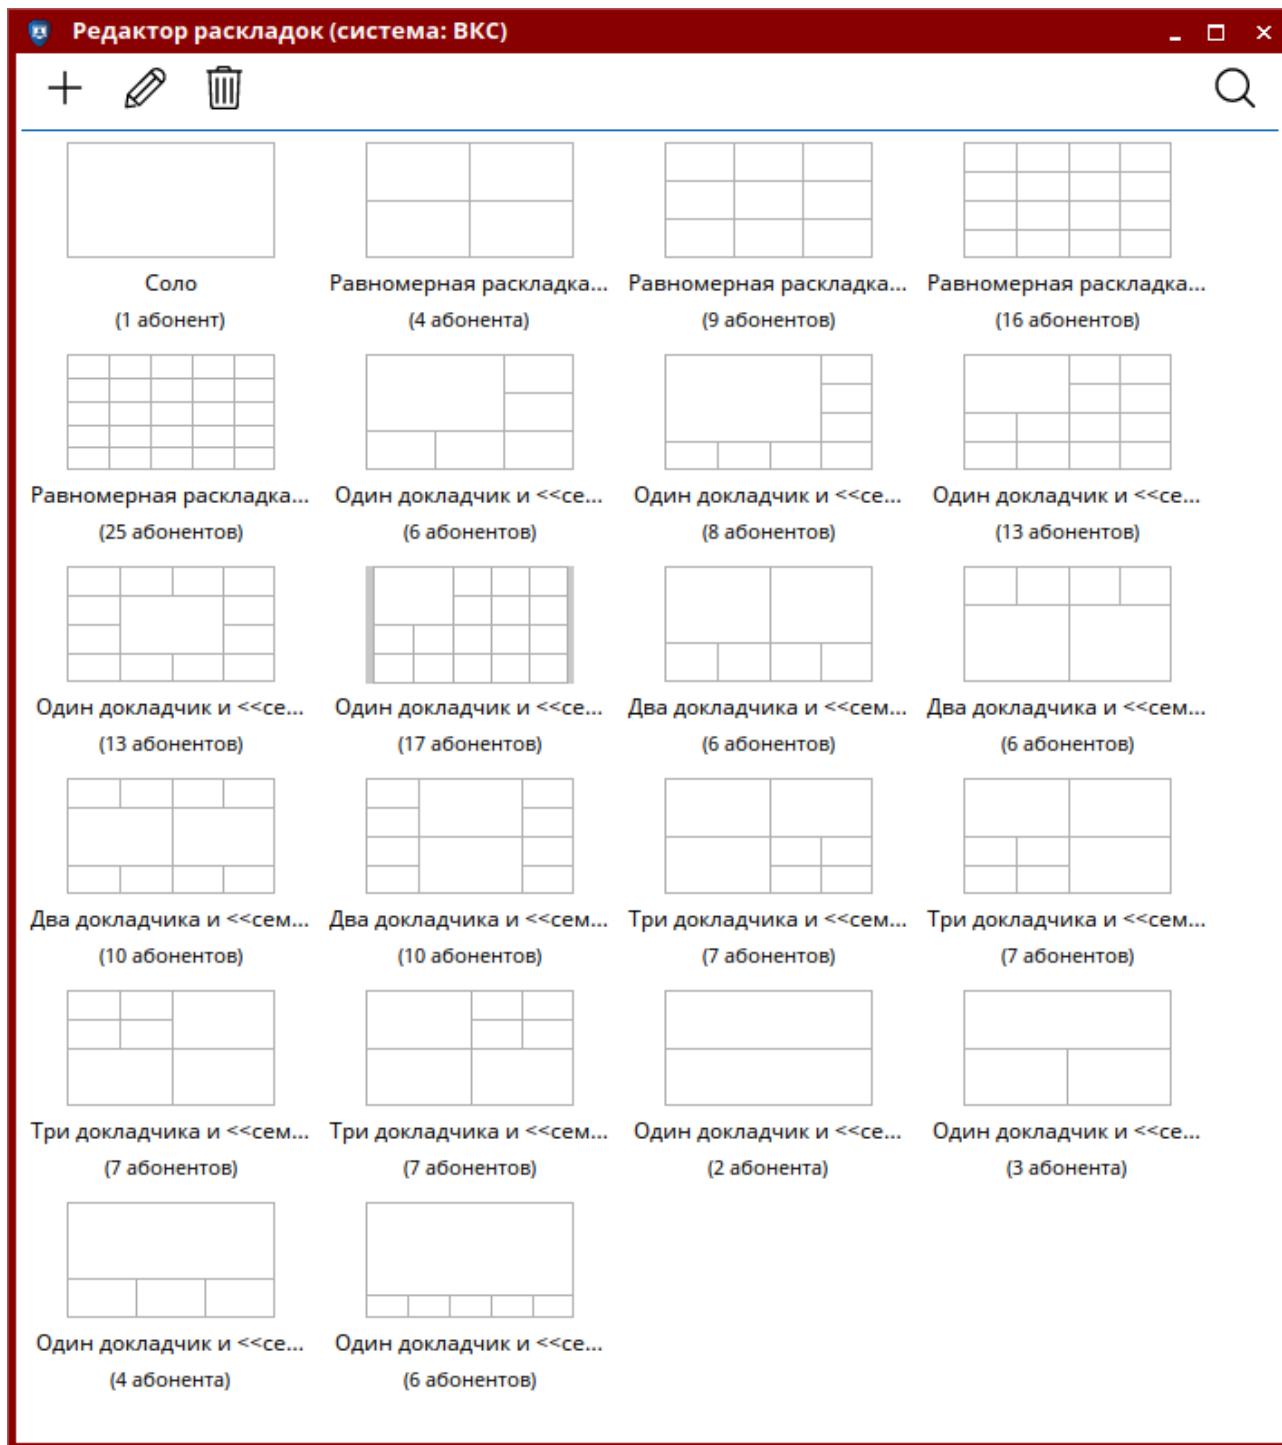 Редактор раскладок (система: ВКС)
Соло
Равномерная раскладка...
Равномерная раскладка...
Равномерная раскладка...
(1 абонент)
(4 абонента)
(9 абонентов)
(16 абонентов)
Равномерная раскладка...
Один докладчик и <<се...
Один докладчик и <<се...
Один докладчик и <<се...
(25 абонентов)
(6 абонентов)
(8 абонентов)
(13 абонентов)
Один докладчик и <<се...
Один докладчик и <<се...
Два докладчика и <<сем...
Два докладчика и <<сем...
(13 абонентов)
(17 абонентов)
(6 абонентов)
(6 абонентов)
Два докладчика и <<сем...
Два докладчика и <<сем...
Три докладчика и <<сем...
Три докладчика и <<сем...
(10 абонентов)
(10 абонентов)
(7 абонентов)
(7 абонентов)
Три докладчика и <<сем...
Три докладчика и <<сем...
Один докладчик и <<се...
Один докладчик и <<се...
(7 абонентов)
(7 абонентов)
(2 абонента)
(3 абонента)
Один докладчик и <<се...
Один докладчик и <<се...
(4 абонента)
(6 абонентов)